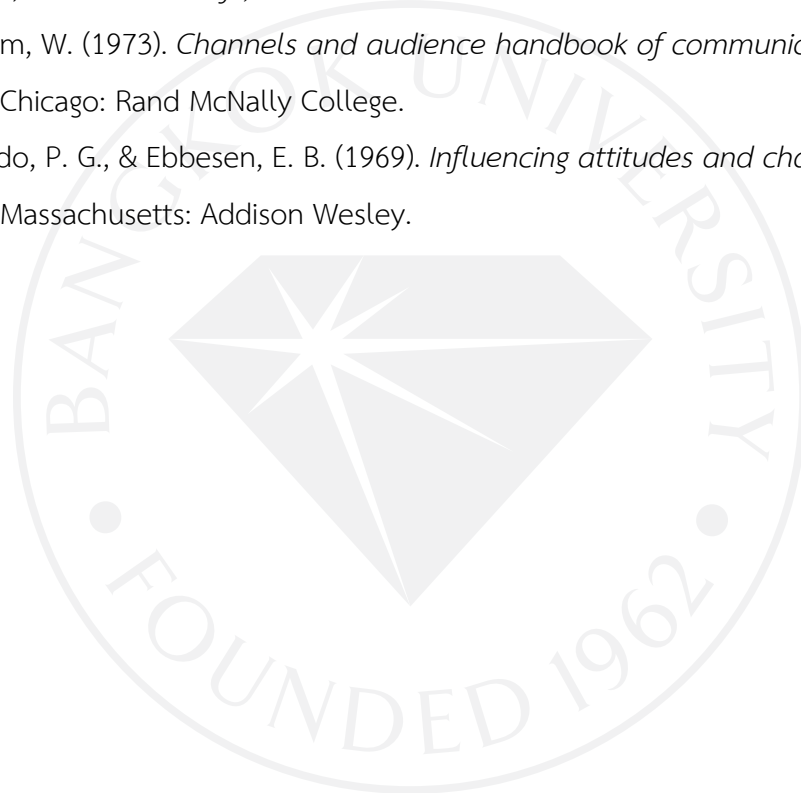 m, W. (1973). Channels and audience handbook of communic
Chicago: Rand McNally College.
do, P. G., & Ebbesen, E. B. (1969). Influencing attitudes and cha
Massachusetts: Addison Wesley.
BANGKOK UNIVERSITY
FOUNDED 1962